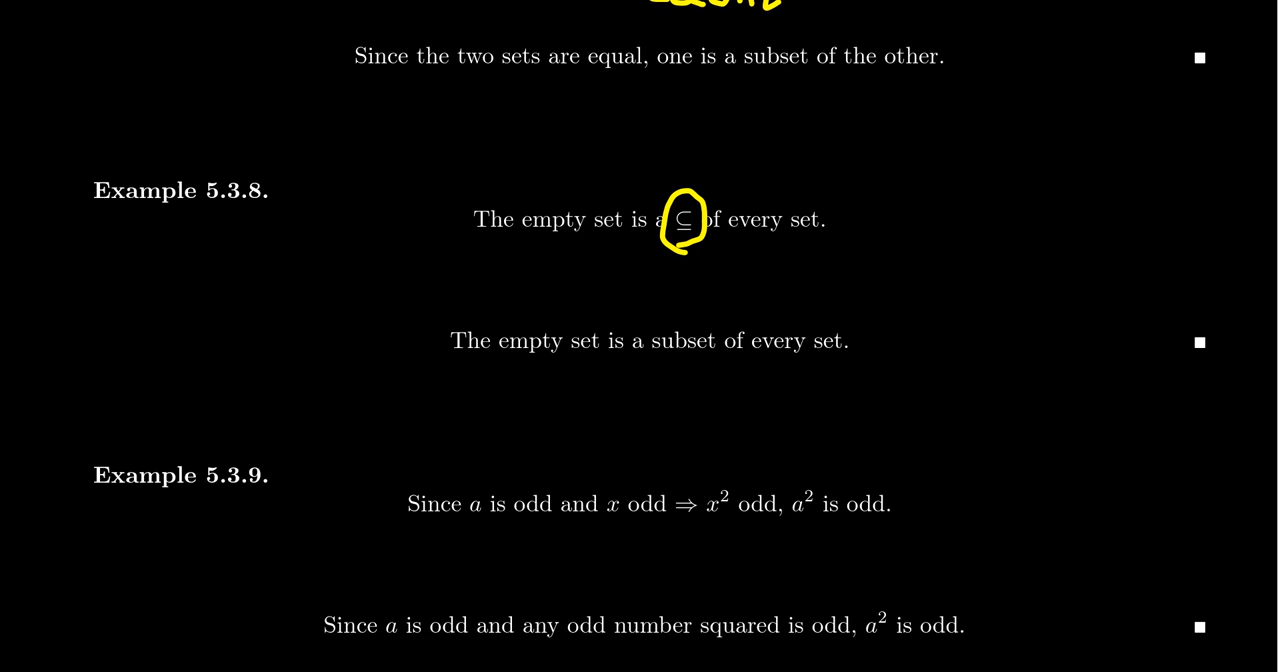 Since the two sets are equal, one is a subset of the other.
Example 5.3.8.
The empty set is a ⊆ of every set.
The empty set is a subset of every set.
Example 5.3.9.
Since a is odd and x odd ⇒ x² odd, a² is odd.
Since a is odd and any odd number squared is odd, a² is odd.